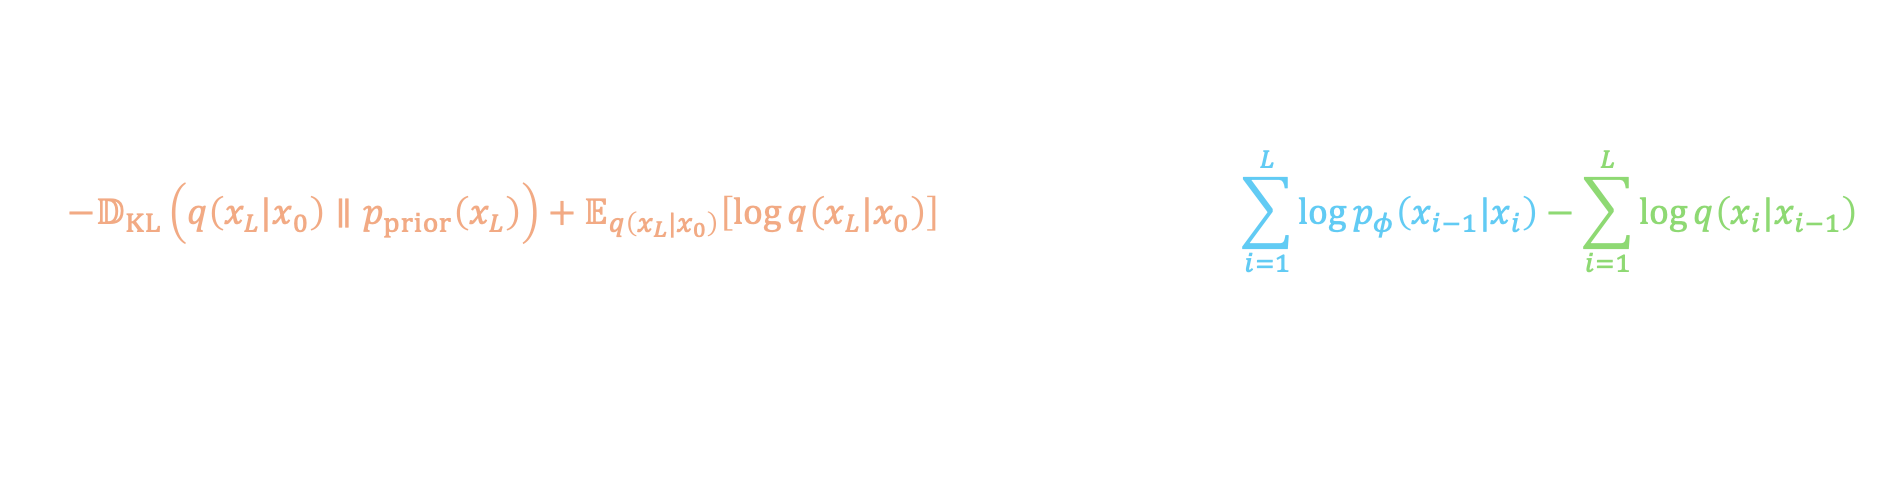 −𝔻_KL (q(x_L|x_0) ∥ p_prior(x_L)) + 𝔼_q(x_L|x_0)[log q(x_L|x_0)]
∑_{i=1}^{L} log p_ϕ(x_{i−1}|x_i) − ∑_{i=1}^{L} log q(x_i|x_{i−1})